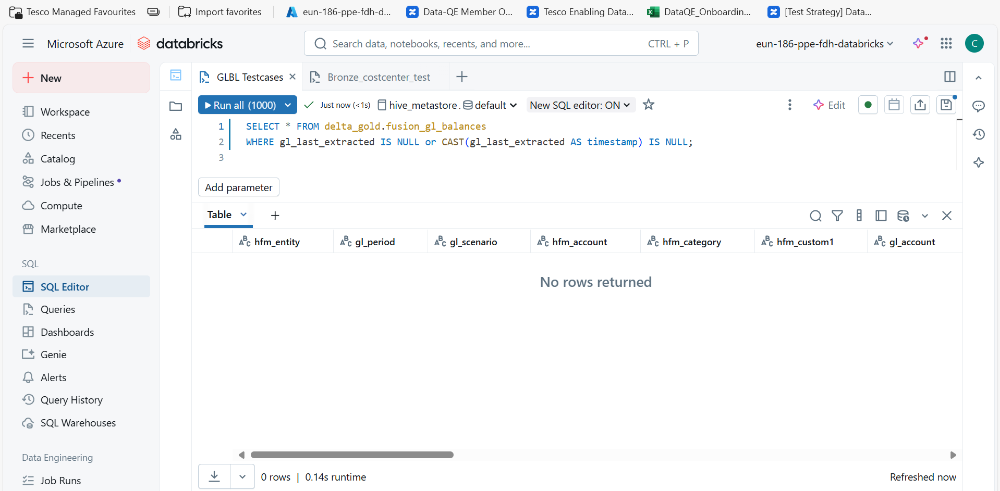 Tesco Managed Favourites
Import favorites
eun-186-ppe-fdh-d...
Data-QE Member O...
Tesco Enabling Data...
DataQE_Onboardin...
[Test Strategy] Data...
Microsoft Azure
databricks
Search data, notebooks, recents, and more...
CTRL + P
eun-186-ppe-fdh-databricks
C
New
Workspace
Recents
Catalog
Jobs & Pipelines
Compute
Marketplace
SQL
SQL Editor
Queries
Dashboards
Genie
Alerts
Query History
SQL Warehouses
Data Engineering
Job Runs
GLBL Testcases
Bronze_costcenter_test
Run all (1000)
Just now (<1s)
hive_metastore. default
New SQL editor: ON
Edit
1 SELECT * FROM delta_gold.fusion_gl_balances
2 WHERE gl_last_extracted IS NULL or CAST(gl_last_extracted AS timestamp) IS NULL;
3
Add parameter
Table
hfm_entity
gl_period
gl_scenario
hfm_account
hfm_category
hfm_custom1
gl_account
No rows returned
0 rows | 0.14s runtime
Refreshed now